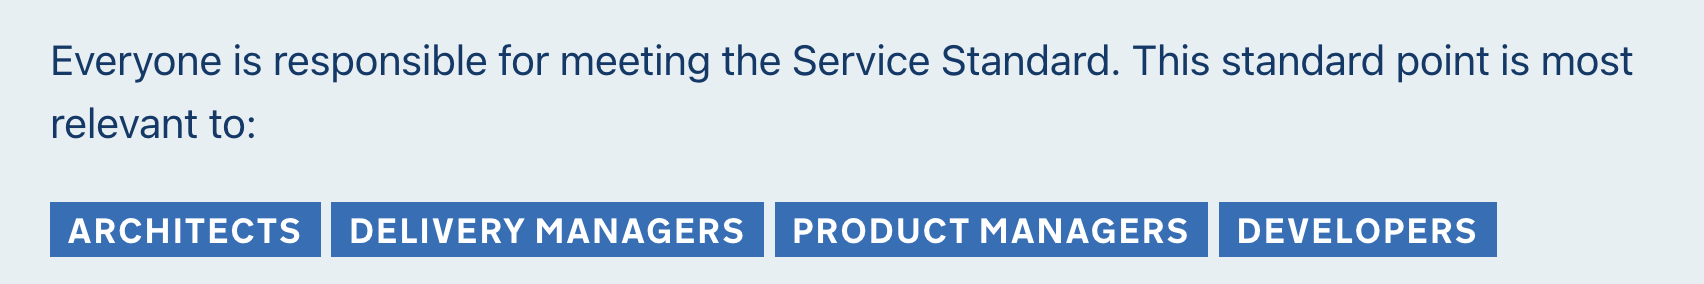 Everyone is responsible for meeting the Service Standard. This standard point is most
relevant to:
ARCHITECTS DELIVERY MANAGERS PRODUCT MANAGERS DEVELOPERS